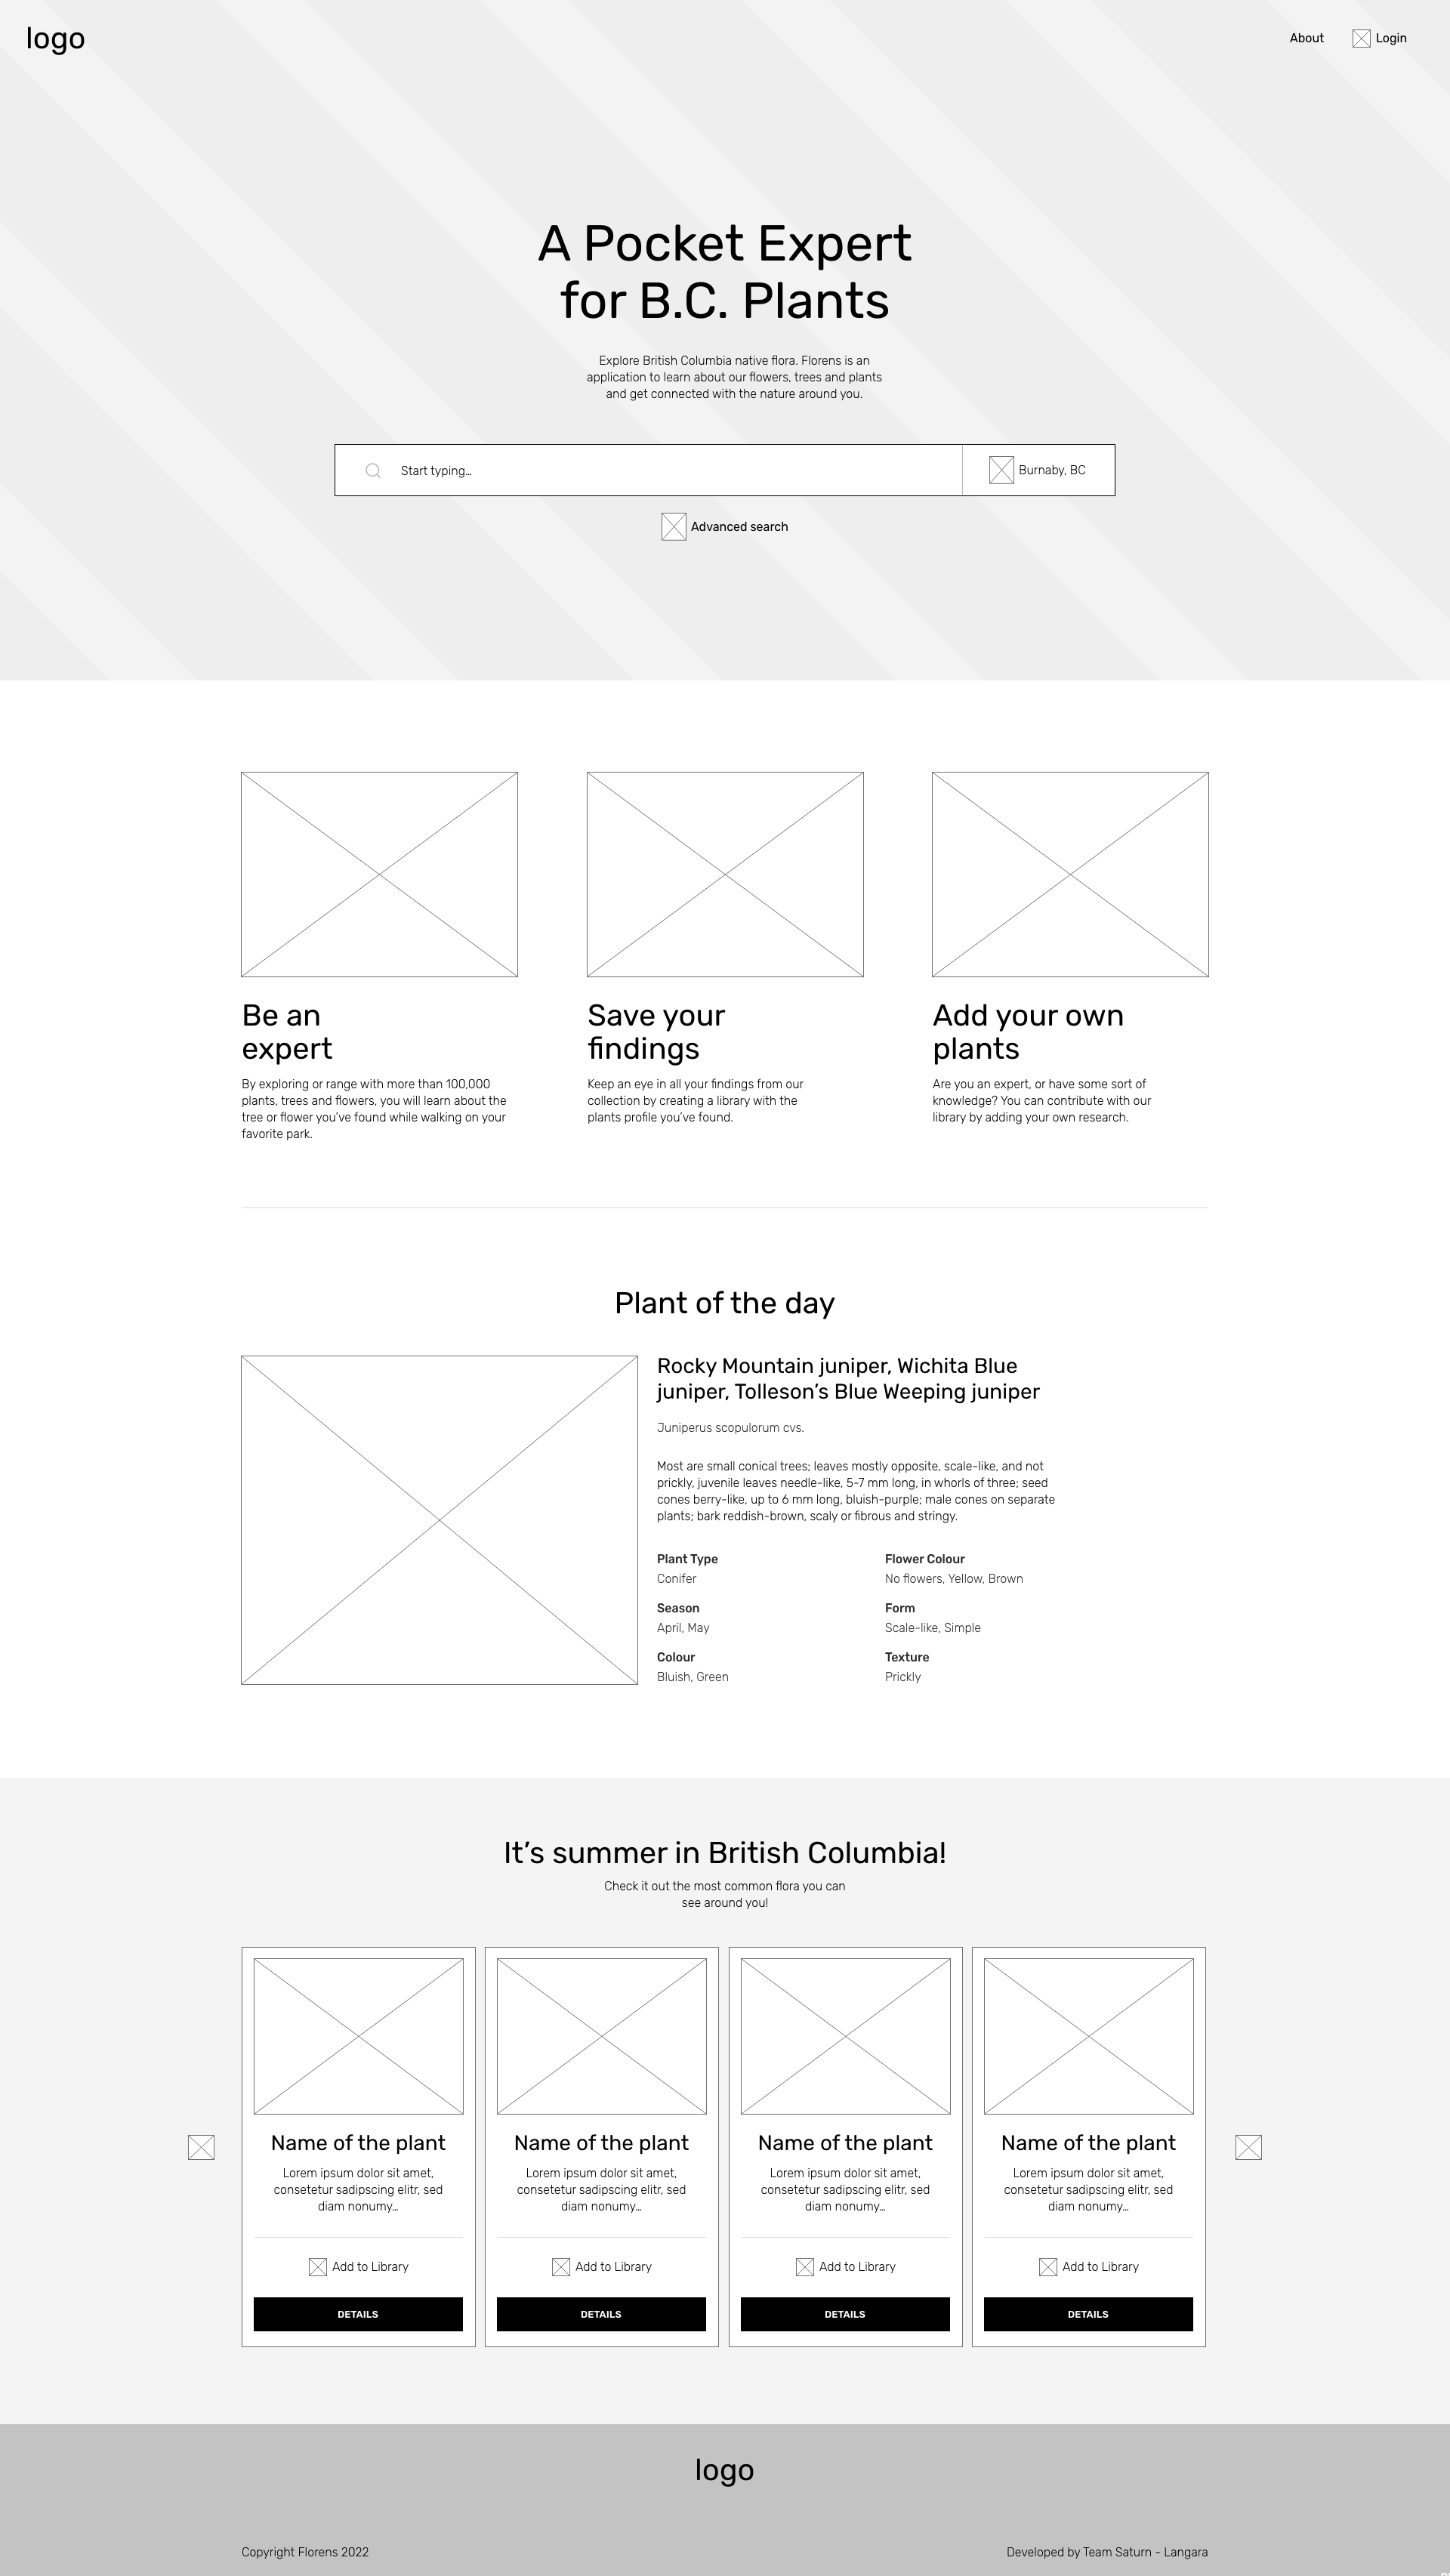 logo
About
Login
A Pocket Expert
for B.C. Plants
Explore British Columbia native flora. Florens is an
application to learn about our flowers, trees and plants
and get connected with the nature around you.
Start typing...
Burnaby, BC
Advanced search
Be an
expert
By exploring or range with more than 100,000
plants, trees and flowers, you will learn about the
tree or flower you've found while walking on your
favorite park.
Save your
findings
Keep an eye in all your findings from our
collection by creating a library with the
plants profile you've found.
Add your own
plants
Are you an expert, or have some sort of
knowledge? You can contribute with our
library by adding your own research.
Plant of the day
Rocky Mountain juniper, Wichita Blue
juniper, Tolleson's Blue Weeping juniper
Juniperus scopulorum cvs.
Most are small conical trees; leaves mostly opposite, scale-like, and not
prickly, juvenile leaves needle-like, 5-7 mm long, in whorls of three; seed
cones berry-like, up to 6 mm long, bluish-purple; male cones on separate
plants; bark reddish-brown, scaly or fibrous and stringy.
Plant Type
Conifer
Flower Colour
No flowers, Yellow, Brown
Season
April, May
Form
Scale-like, Simple
Colour
Bluish, Green
Texture
Prickly
It's summer in British Columbia!
Check it out the most common flora you can
see around you!
Name of the plant
Lorem ipsum dolor sit amet,
consetetur sadipscing elitr, sed
diam nonumy...
Add to Library
DETAILS
Name of the plant
Lorem ipsum dolor sit amet,
consetetur sadipscing elitr, sed
diam nonumy...
Add to Library
DETAILS
Name of the plant
Lorem ipsum dolor sit amet,
consetetur sadipscing elitr, sed
diam nonumy...
Add to Library
DETAILS
Name of the plant
Lorem ipsum dolor sit amet,
consetetur sadipscing elitr, sed
diam nonumy...
Add to Library
DETAILS
logo
Copyright Florens 2022
Developed by Team Saturn - Langara